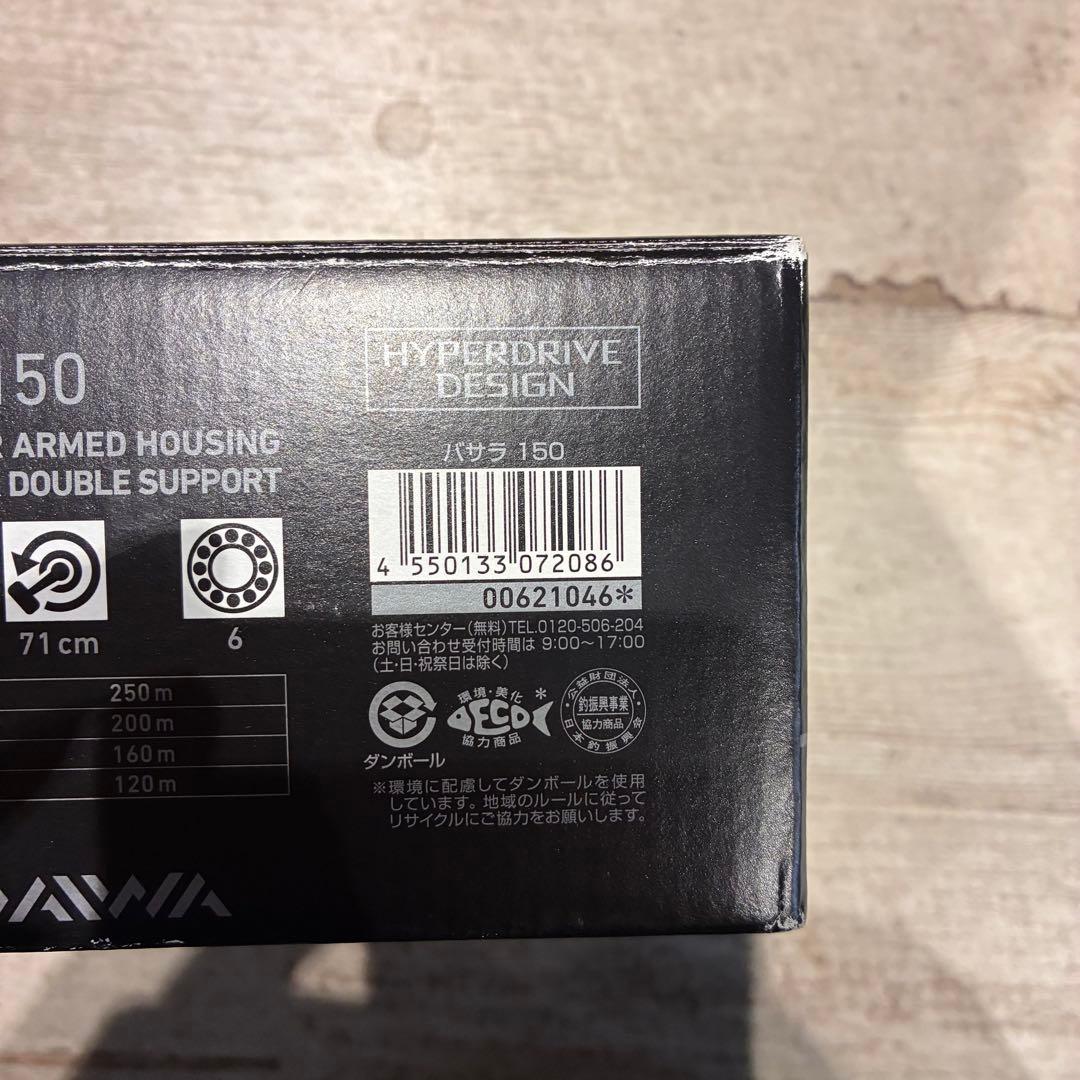 150
HYPERDRIVE
DESIGN
R ARMED HOUSING
DOUBLE SUPPORT
バサラ 150
4 550133 072086
00621046*
71cm
6
お客様センター(無料)TEL.0120-506-204
お問い合わせ受付時間は 9:00～17:00
(土・日・祝祭日は除く)
250m
200m
160m
120m
環境・美化
*
ECO
協力商品
公益財団法人
釣振興事業
協力商品
日本釣振興会
ダンボール
※環境に配慮してダンボールを使用
しています。地域のルールに従って
リサイクルにご協力をお願いします。
DAIWA